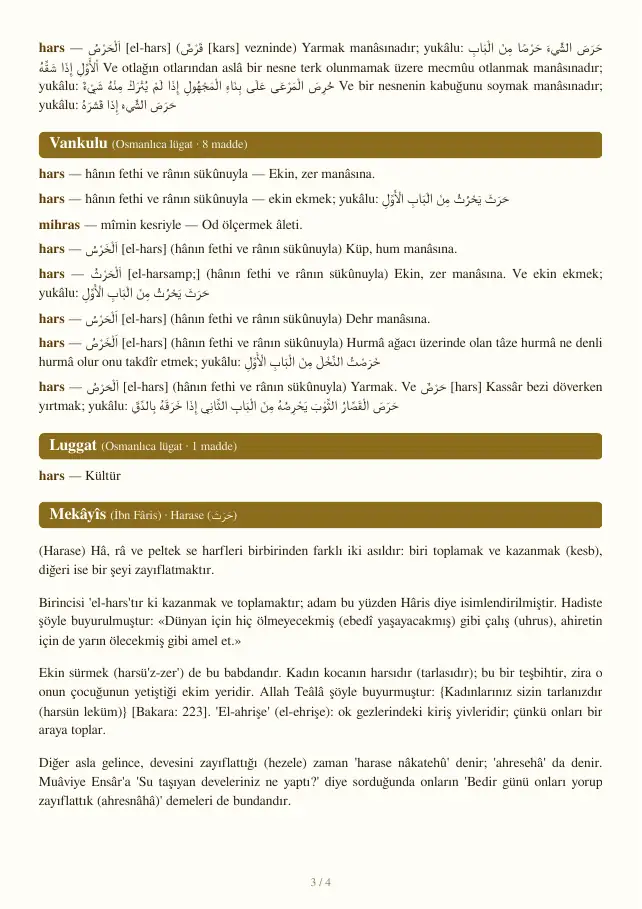 hars — اَلْحَرْصُ [el-hars] (قَرْصٌ [kars] vezninde) Yarmak manâsınadır; yukâlu: حَرَصَ الشَّيْءَ حَرْصًا مِنَ الْبَابِ
الْأَوَّلِ إِذَا شَقَّهُ Ve otlağın otlarından aslâ bir nesne terk olunmamak üzere mecmûu otlanmak manâsınadır;
yukâlu: حُرِصَ الْمَرْعَى عَلَى بِنَاءِ الْمَجْهُولِ إِذَا لَمْ يُتْرَكْ مِنْهُ شَيْءٌ Ve bir nesnenin kabuğunu soymak manâsınadır;
yukâlu: حَرَصَ الشَّيْءَ إِذَا قَشَرَهُ
Vankulu (Osmanlıca lügat · 8 madde)
hars — hânın fethi ve rânın sükûnuyla — Ekin, zer manâsına.
hars — hânın fethi ve rânın sükûnuyla — ekin ekmek; yukâlu: حَرَثَ يَحْرُثُ مِنَ الْبَابِ الْأَوَّلِ
mihras — mîmin kesriyle — Od ölçermek âleti.
hars — اَلْخَرْسُ [el-hars] (hânın fethi ve rânın sükûnuyla) Küp, hum manâsına.
hars — اَلْحَرْثُ [el-harsamp;] (hânın fethi ve rânın sükûnuyla) Ekin, zer manâsına. Ve ekin ekmek;
yukâlu: حَرَثَ يَحْرُثُ مِنَ الْبَابِ الْأَوَّلِ
hars — اَلْحَرْسُ [el-hars] (hânın fethi ve rânın sükûnuyla) Dehr manâsına.
hars — اَلْخَرْصُ [el-hars] (hânın fethi ve rânın sükûnuyla) Hurmâ ağacı üzerinde olan tâze hurmâ ne denli
hurmâ olur onu takdîr etmek; yukâlu: خَرَصْتُ النَّخْلَ مِنَ الْبَابِ الْأَوَّلِ
hars — اَلْحَرْصُ [el-hars] (hânın fethi ve rânın sükûnuyla) Yarmak. Ve حَرْصٌ [hars] Kassâr bezi döverken
yırtmak; yukâlu: حَرَصَ الْقَصَّارُ الثَّوْبَ يَحْرِصُهُ مِنَ الْبَابِ الثَّانِي إِذَا خَرَقَهُ بِالدَّقِّ
Luggat (Osmanlıca lügat · 1 madde)
hars — Kültür
Mekâyîs (İbn Fâris) · Harase (حَرَثَ)
(Harase) Hâ, râ ve peltek se harfleri birbirinden farklı iki asıldır: biri toplamak ve kazanmak (kesb),
diğeri ise bir şeyi zayıflatmaktır.
Birincisi 'el-hars'tır ki kazanmak ve toplamaktır; adam bu yüzden Hâris diye isimlendirilmiştir. Hadiste
şöyle buyurulmuştur: «Dünyan için hiç ölmeyecekmiş (ebedî yaşayacakmış) gibi çalış (uhrus), ahiretin
için de yarın ölecekmiş gibi amel et.»
Ekin sürmek (harsü'z-zer') de bu babdandır. Kadın kocanın harsıdır (tarlasıdır); bu bir teşbihtir, zira o
onun çocuğunun yetiştiği ekim yeridir. Allah Teâlâ şöyle buyurmuştur: {Kadınlarınız sizin tarlanızdır
(harsün leküm)} [Bakara: 223]. 'El-ahrişe' (el-ehrişe): ok gezlerindeki kiriş yivleridir; çünkü onları bir
araya toplar.
Diğer asla gelince, devesini zayıflattığı (hezele) zaman 'harase nâkatehû' denir; 'ahresehâ' da denir.
Muâviye Ensâr'a 'Su taşıyan develeriniz ne yaptı?' diye sorduğunda onların 'Bedir günü onları yorup
zayıflattık (ahresnâhâ)' demeleri de bundandır.
3 / 4